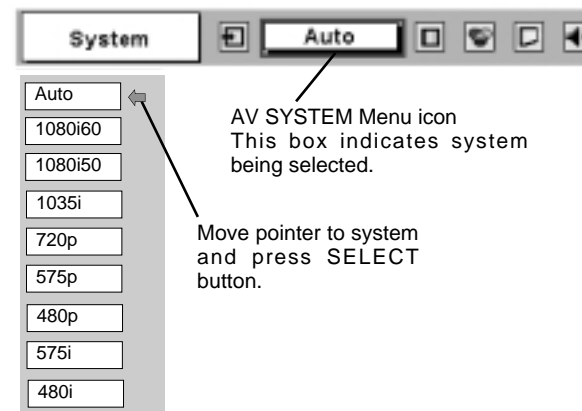 System
Auto
Auto
AV SYSTEM Menu icon
This box indicates system
being selected.
1080i60
1080i50
1035i
720p
Move pointer to system
and press SELECT
button.
575p
480p
575i
480i